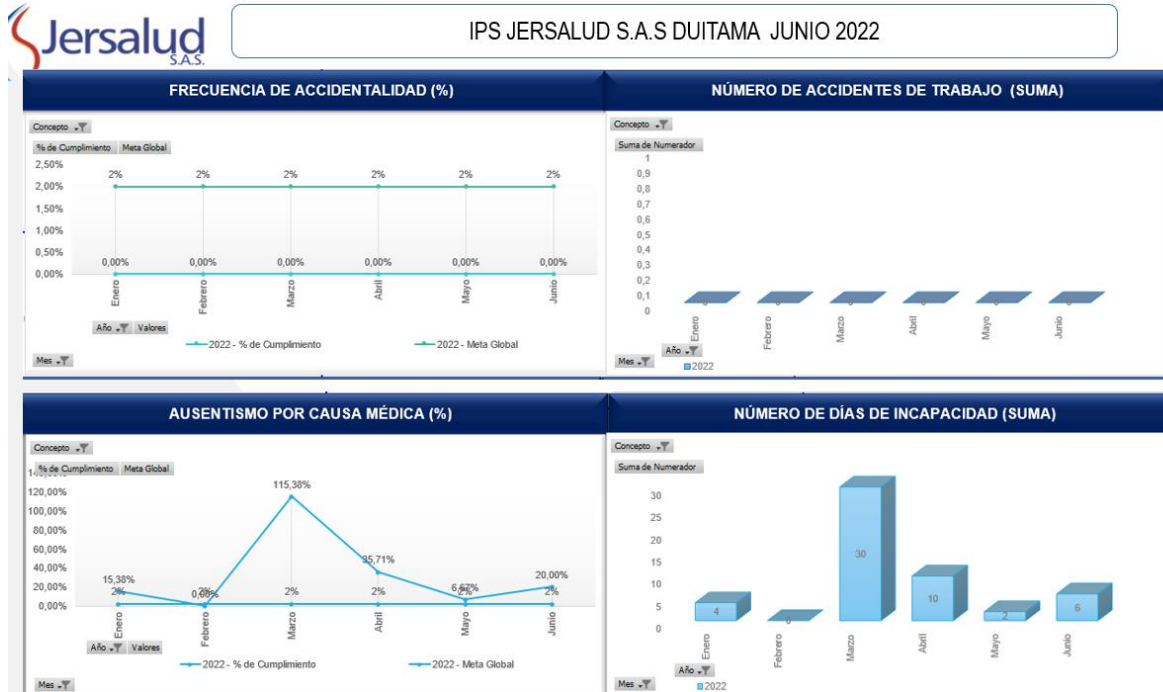 Jersalud
S.A.S.
IPS JERSALUD S.A.S DUITAMA JUNIO 2022
FRECUENCIA DE ACCIDENTALIDAD (%)
Concepto
% de Cumplimiento Meta Global
2,50%
2,00%
1,50%
1,00%
0,50%
0,00%
2% 2% 2% 2% 2% 2%
0,00% 0,00% 0,00% 0,00% 0,00% 0,00%
Enero Febrero Marzo Abril Mayo Junio
Año Valores
2022 - % de Cumplimiento 2022 - Meta Global
Mes
NÚMERO DE ACCIDENTES DE TRABAJO (SUMA)
Concepto
Suma de Numerador
1
0,9
0,8
0,7
0,6
0,5
0,4
0,3
0,2
0,1
0
0 0 0 0 0 0
Enero Febrero Marzo Abril Mayo Junio
Año
Mes
2022
AUSENTISMO POR CAUSA MÉDICA (%)
Concepto
% de Cumplimiento Meta Global
120,00%
100,00%
80,00%
60,00%
40,00%
20,00%
0,00%
15,38% 0,00% 115,38% 35,71% 6,67% 20,00%
2% 2% 2% 2% 2% 2%
Enero Febrero Marzo Abril Mayo Junio
Año Valores
2022 - % de Cumplimiento 2022 - Meta Global
Mes
NÚMERO DE DÍAS DE INCAPACIDAD (SUMA)
Concepto
Suma de Numerador
30
25
20
15
10
5
0
4 0 30 10 2 6
Enero Febrero Marzo Abril Mayo Junio
Año
Mes
2022